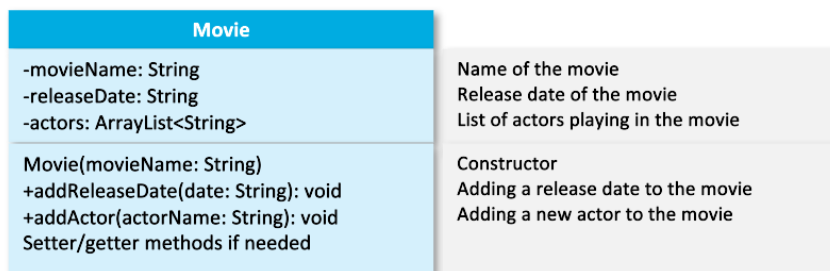 Movie
-movieName: String
-releaseDate: String
-actors: ArrayList<String>
Name of the movie
Release date of the movie
List of actors playing in the movie
Movie(movieName: String)
+addReleaseDate(date: String): void
+addActor(actorName: String): void
Setter/getter methods if needed
Constructor
Adding a release date to the movie
Adding a new actor to the movie